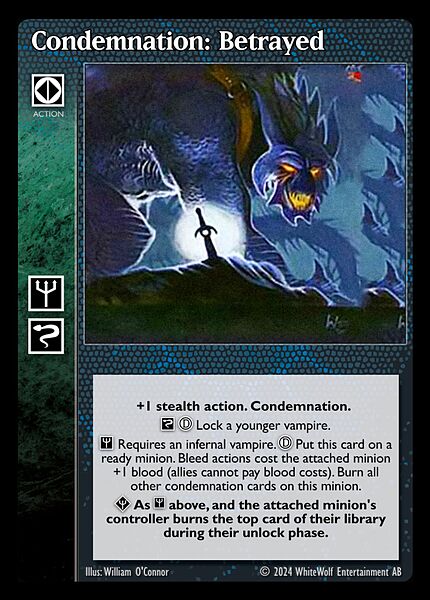 Condemnation: Betrayed
ACTION
+1 stealth action. Condemnation.
Lock a younger vampire.
Requires an infernal vampire. Put this card on a
ready minion. Bleed actions cost the attached minion
+1 blood (allies cannot pay blood costs). Burn all
other condemnation cards on this minion.
As above, and the attached minion's
controller burns the top card of their library
during their unlock phase.
Illus: William O'Connor
© 2024 WhiteWolf Entertainment AB